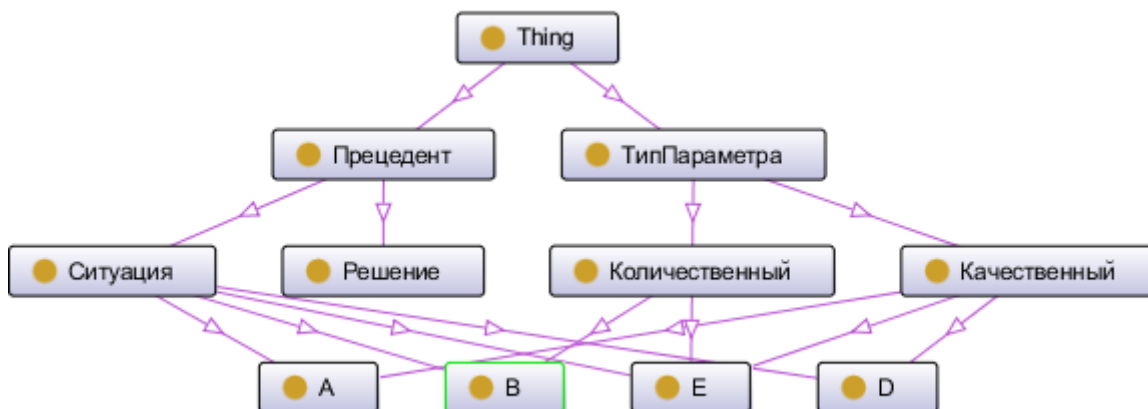 Thing
Прецедент
ТипПараметра
Ситуация
Решение
Количественный
Качественный
A
B
E
D